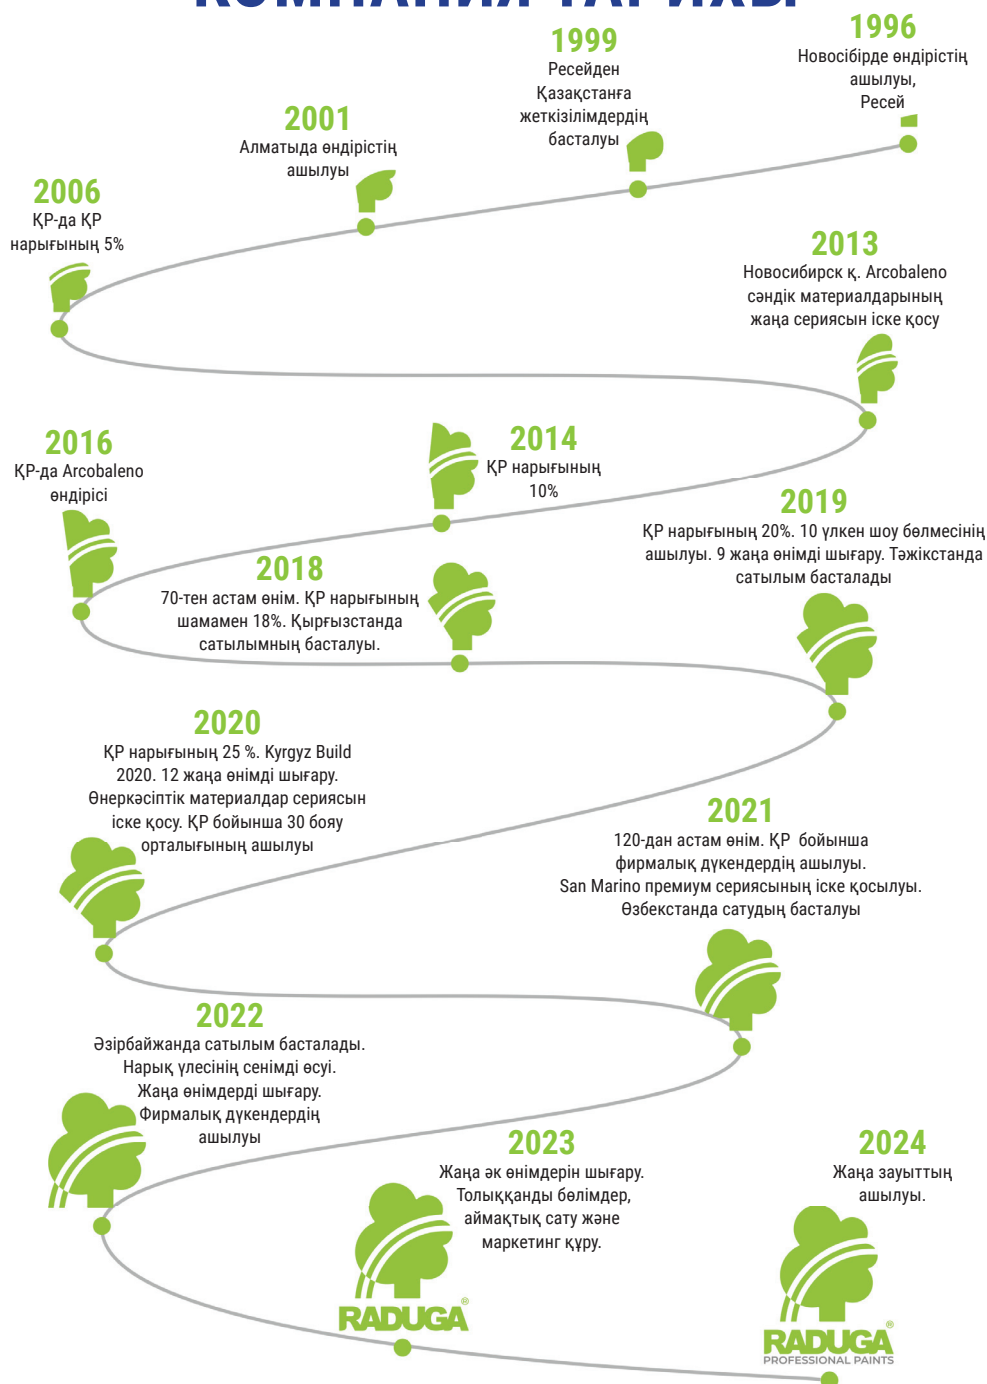 КОМПАНИЯ ТАРИХЫ
1996
Новосібірде өндірістің
ашылуы,
Ресей
1999
Ресейден
Қазақстанға
жеткізілімдердің
басталуы
2001
Алматыда өндірістің
ашылуы
2006
ҚР-да ҚР
нарығының 5%
2013
Новосибирск қ. Arcobaleno
сәндік материалдарының
жаңа сериясын іске қосу
2014
ҚР нарығының
10%
2016
ҚР-да Arcobaleno
өндірісі
2018
70-тен астам өнім. ҚР нарығының
шамамен 18%. Қырғызстанда
сатылымның басталуы.
2019
ҚР нарығының 20%. 10 үлкен шоу бөлмесінің
ашылуы. 9 жаңа өнімді шығару. Тәжікстанда
сатылым басталады
2020
ҚР нарығының 25 %. Kyrgyz Build
2020. 12 жаңа өнімді шығару.
Өнеркәсіптік материалдар сериясын
іске қосу. ҚР бойынша 30 бояу
орталығының ашылуы
2021
120-дан астам өнім. ҚР бойынша
фирмалық дүкендердің ашылуы.
San Marino премиум сериясының іске қосылуы.
Өзбекстанда сатудың басталуы
2022
Әзірбайжанда сатылым басталады.
Нарық үлесінің сенімді өсуі.
Жаңа өнімдерді шығару.
Фирмалық дүкендердің
ашылуы
2023
Жаңа әк өнімдерін шығару.
Толыққанды бөлімдер,
аймақтық сату және
маркетинг құру.
RADUGA®
2024
Жаңа зауыттың
ашылуы.
RADUGA®
PROFESSIONAL PAINTS